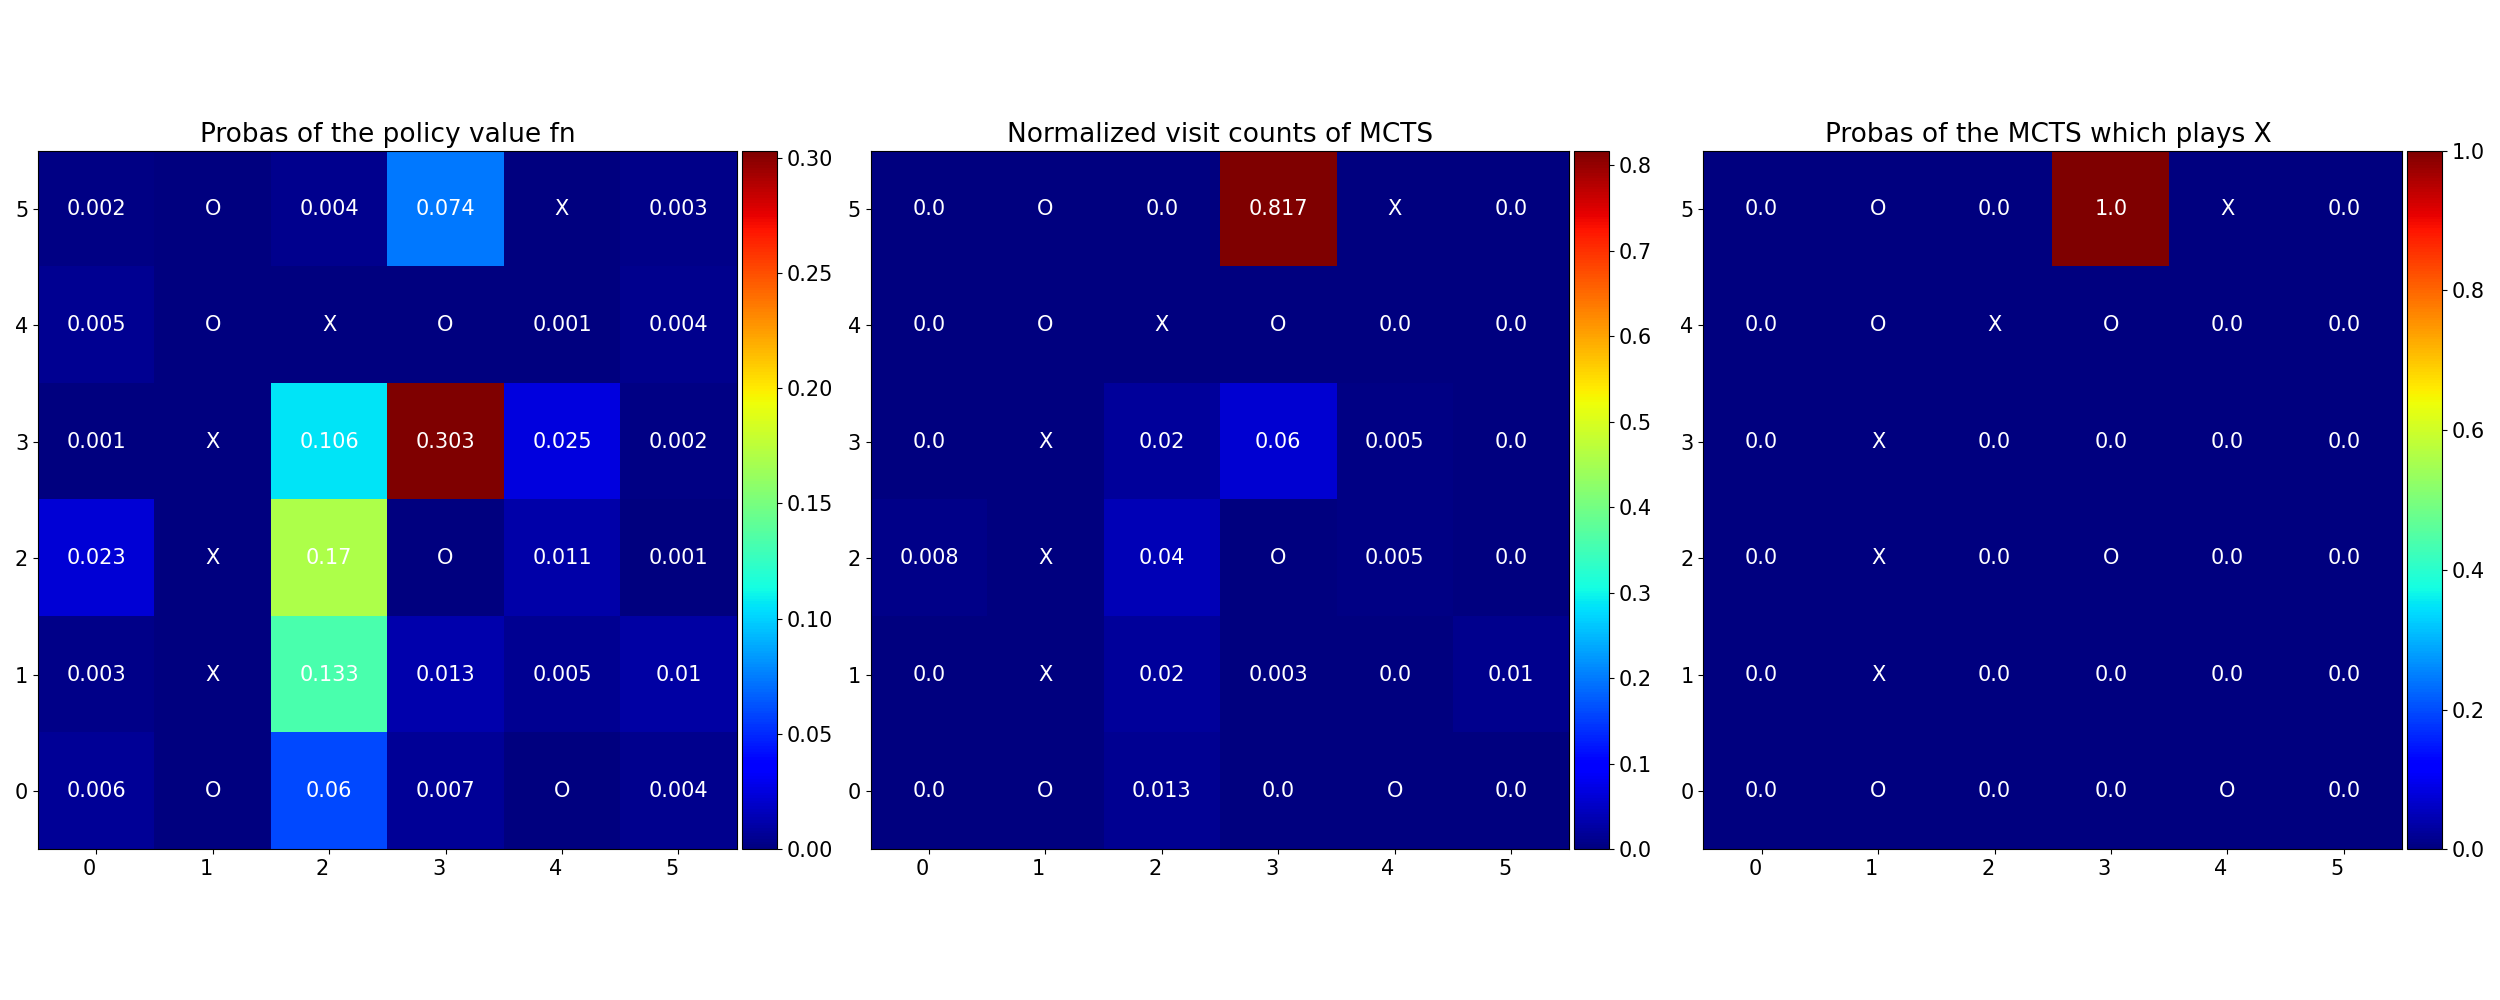 Probas of the policy value fn
5 0.002 O 0.004 0.074 X 0.003
4 0.005 O X O 0.001 0.004
3 0.001 X 0.106 0.303 0.025 0.002
2 0.023 X 0.17 O 0.011 0.001
1 0.003 X 0.133 0.013 0.005 0.01
0 0.006 O 0.06 0.007 O 0.004
0 1 2 3 4 5
0.30
0.25
0.20
0.15
0.10
0.05
0.00
Normalized visit counts of MCTS
5 0.0 O 0.0 0.817 X 0.0
4 0.0 O X O 0.0 0.0
3 0.0 X 0.02 0.06 0.005 0.0
2 0.008 X 0.04 O 0.005 0.0
1 0.0 X 0.02 0.003 0.0 0.01
0 0.0 O 0.013 0.0 O 0.0
0 1 2 3 4 5
0.8
0.7
0.6
0.5
0.4
0.3
0.2
0.1
0.0
Probas of the MCTS which plays X
5 0.0 O 0.0 1.0 X 0.0
4 0.0 O X O 0.0 0.0
3 0.0 X 0.0 0.0 0.0 0.0
2 0.0 X 0.0 O 0.0 0.0
1 0.0 X 0.0 0.0 0.0 0.0
0 0.0 O 0.0 0.0 O 0.0
0 1 2 3 4 5
1.0
0.8
0.6
0.4
0.2
0.0